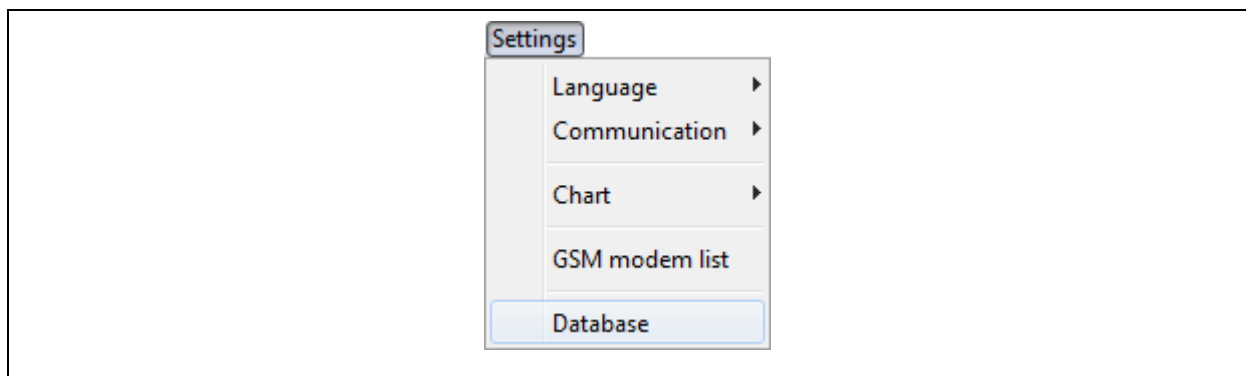 Settings
Language
Communication
Chart
GSM modem list
Database